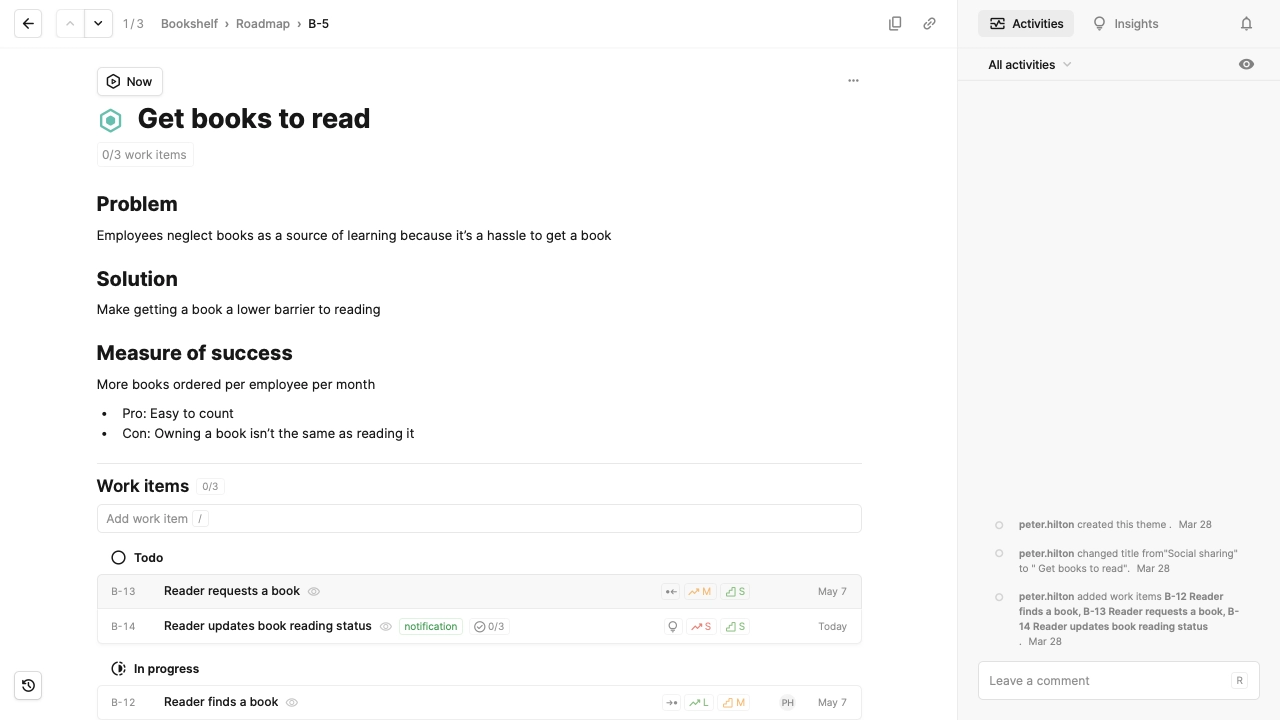 1/3 Bookshelf › Roadmap › B-5
Now
Get books to read
0/3 work items
Problem
Employees neglect books as a source of learning because it’s a hassle to get a book
Solution
Make getting a book a lower barrier to reading
Measure of success
More books ordered per employee per month
• Pro: Easy to count
• Con: Owning a book isn’t the same as reading it
Work items 0/3
Add work item /
Todo
B-13 Reader requests a book M S May 7
B-14 Reader updates book reading status notification 0/3 S S Today
In progress
B-12 Reader finds a book L M PH May 7
Activities Insights
All activities
peter.hilton created this theme . Mar 28
peter.hilton changed title from"Social sharing"
to " Get books to read". Mar 28
peter.hilton added work items B-12 Reader
finds a book, B-13 Reader requests a book, B-
14 Reader updates book reading status
. Mar 28
Leave a comment R